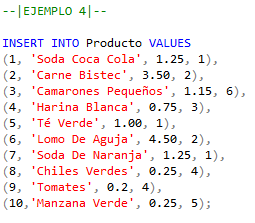 --|EJEMPLO 4|--
INSERT INTO Producto VALUES
(1, 'Soda Coca Cola', 1.25, 1),
(2, 'Carne Bistec', 3.50, 2),
(3, 'Camarones Pequeños', 1.15, 6),
(4, 'Harina Blanca', 0.75, 3),
(5, 'Té Verde', 1.00, 1),
(6, 'Lomo De Aguja', 4.50, 2),
(7, 'Soda De Naranja', 1.25, 1),
(8, 'Chiles Verdes', 0.25, 4),
(9, 'Tomates', 0.2, 4),
(10,'Manzana Verde', 0.25, 5);